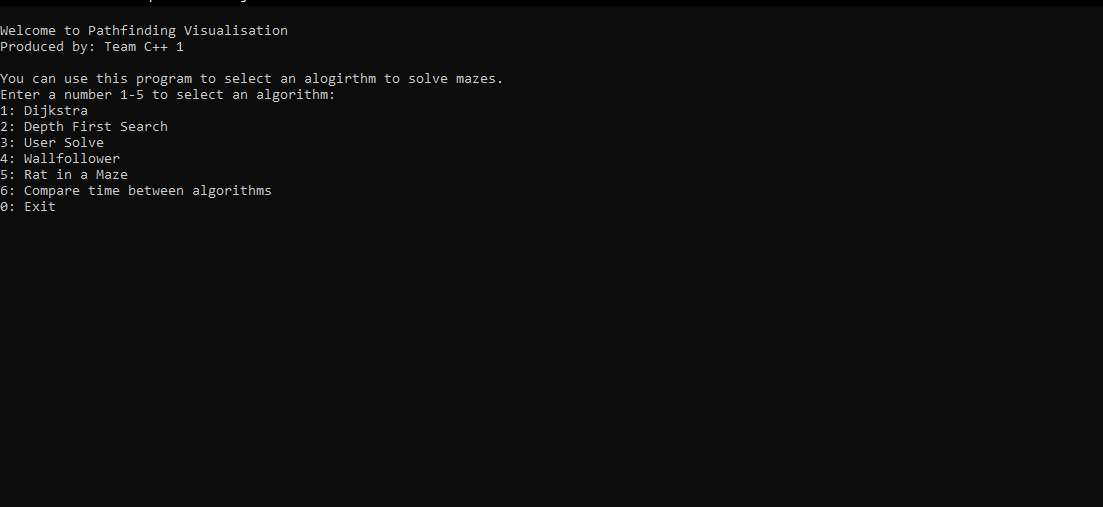 Welcome to Pathfinding Visualisation
Produced by: Team C++ 1
You can use this program to select an alogirthm to solve mazes.
Enter a number 1-5 to select an algorithm:
1: Dijkstra
2: Depth First Search
3: User Solve
4: Wallfollower
5: Rat in a Maze
6: Compare time between algorithms
0: Exit